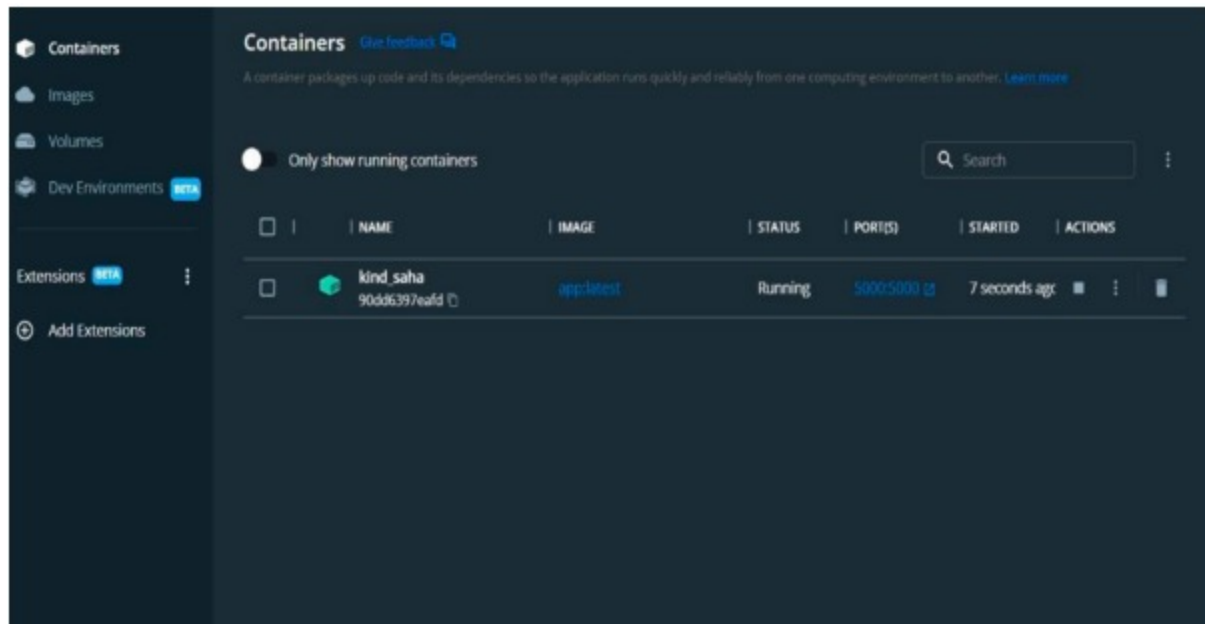 Containers
Images
Volumes
Dev Environments BETA
Extensions BETA
Add Extensions
Containers Give feedback
A container packages up code and its dependencies so the application runs quickly and reliably from one computing environment to another. Learn more
Only show running containers
Search
NAME IMAGE STATUS PORT(S) STARTED ACTIONS
kind_saha app:latest Running 5000:5000 7 seconds agc
90dd6397eafd